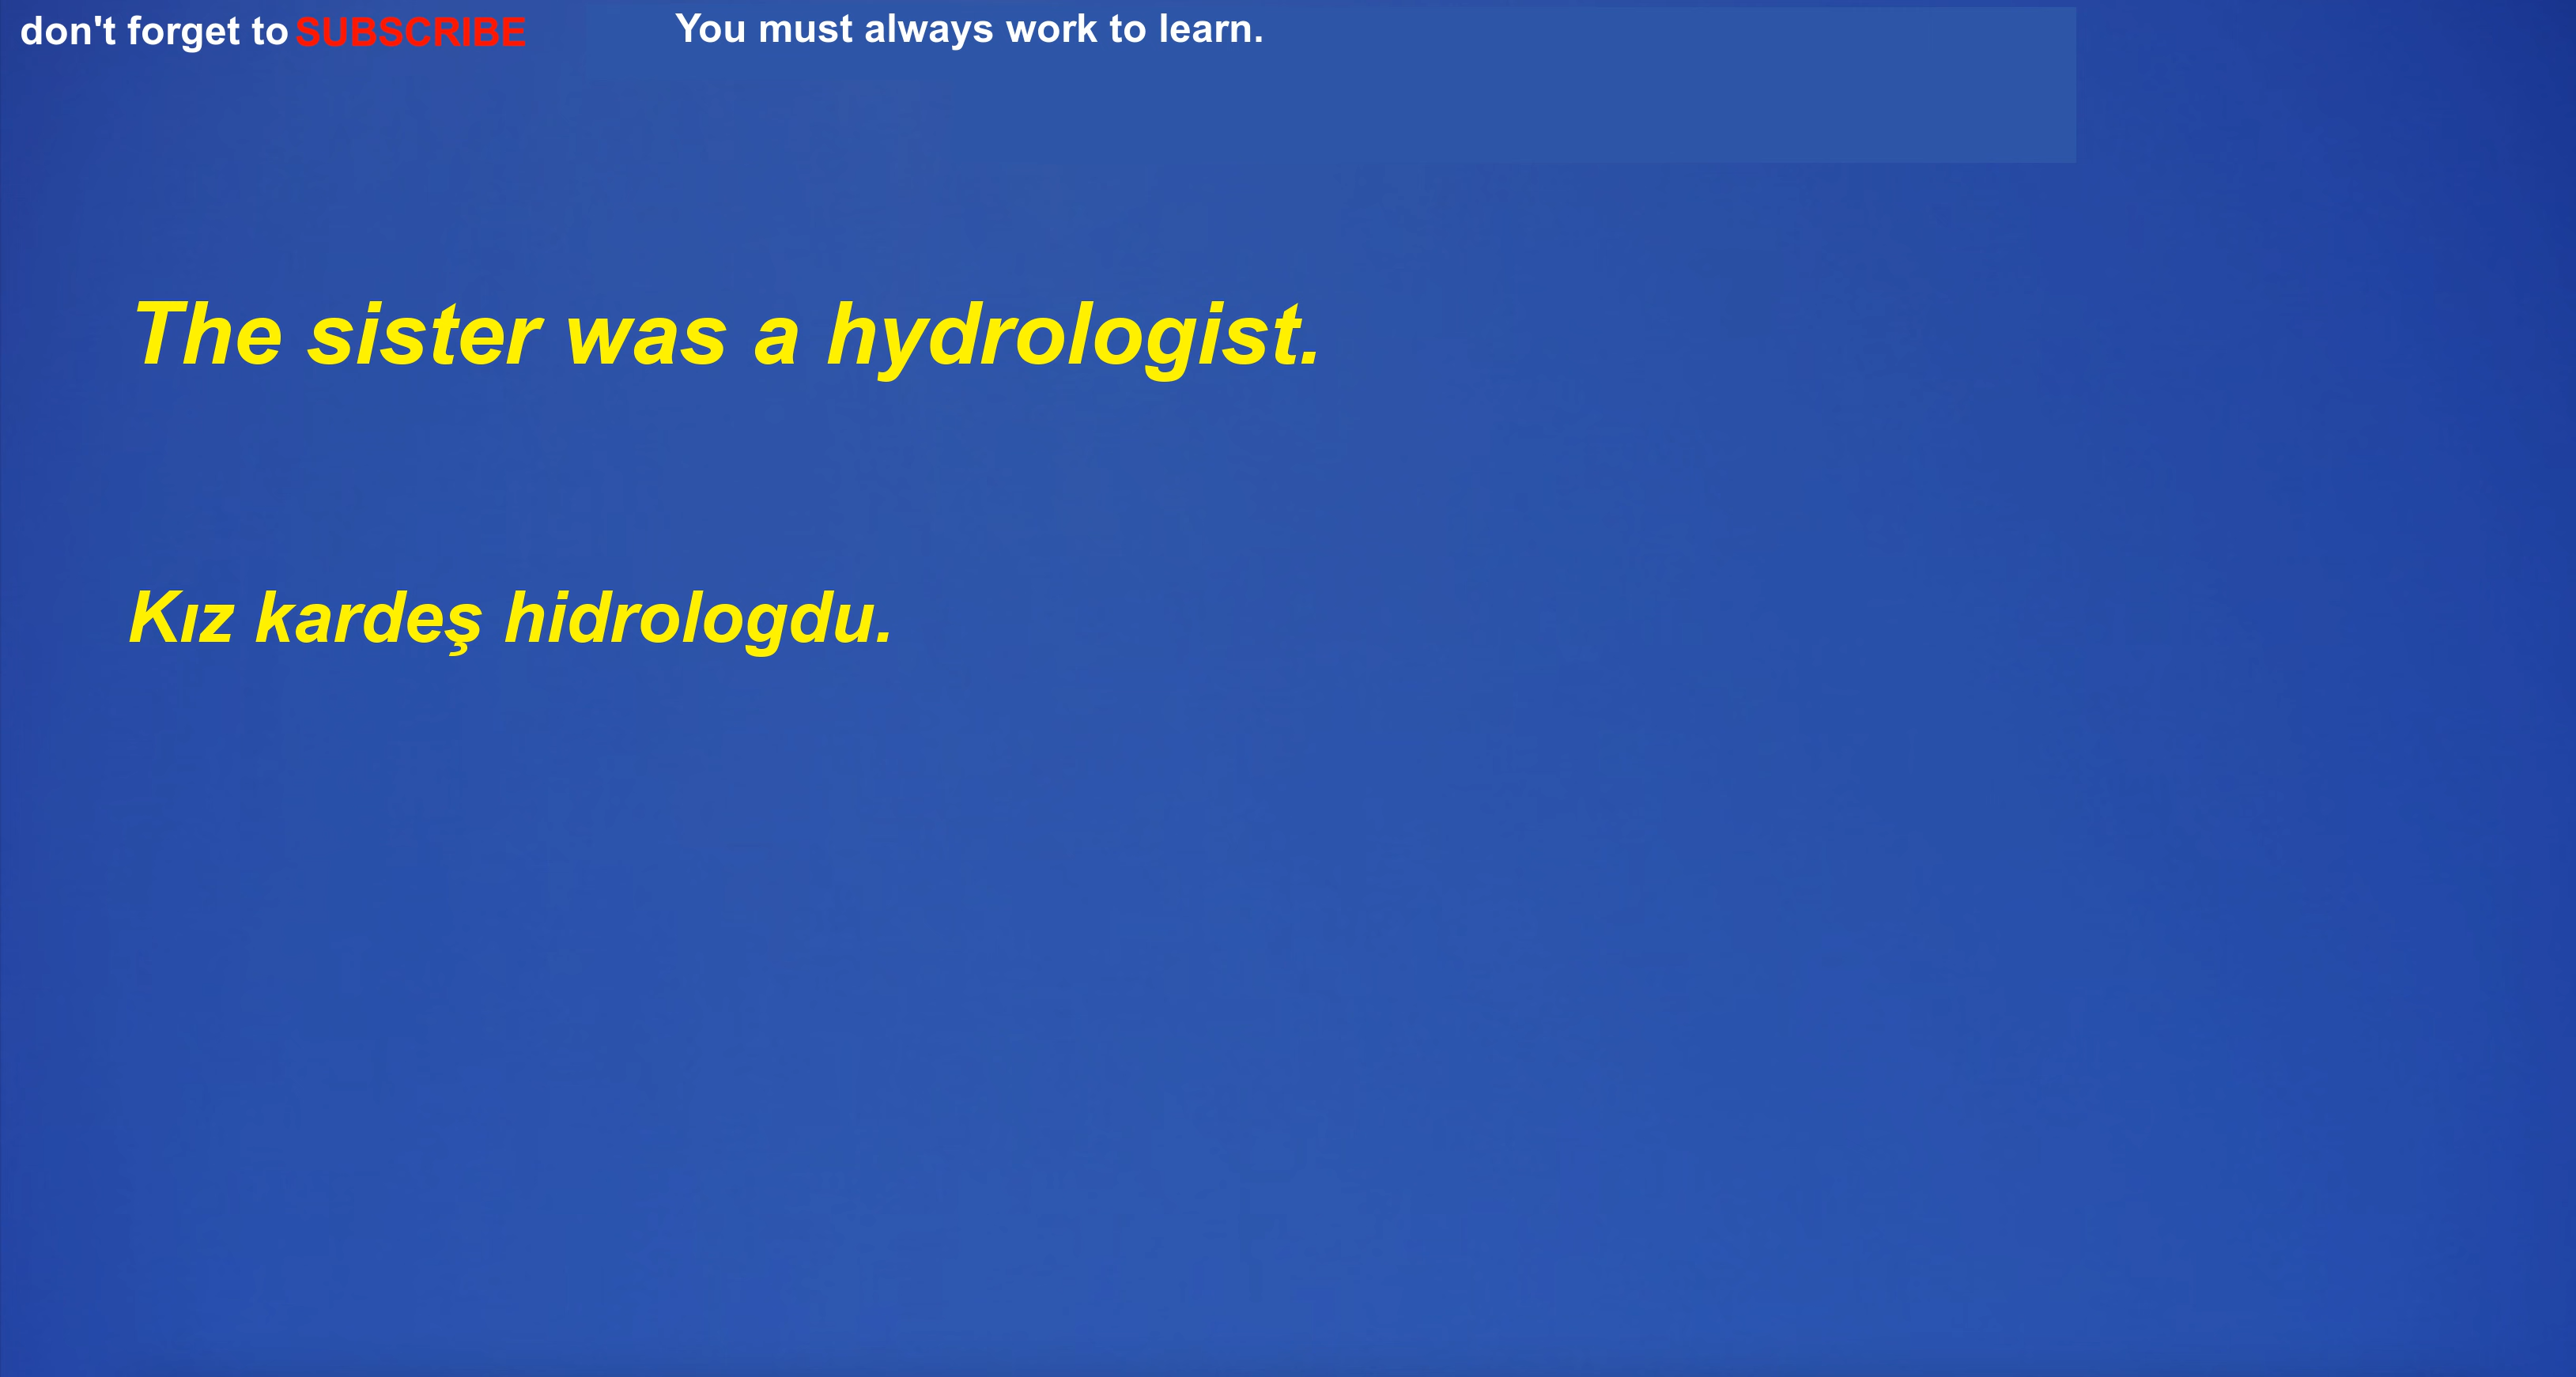 don't forget to SUBSCRIBE You must always work to learn.
The sister was a hydrologist.
Kız kardeş hidrologdu.